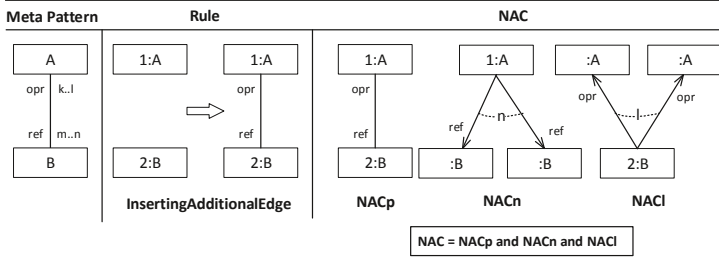 Meta Pattern Rule NAC
A 1:A 1:A 1:A 1:A :A :A
opr k..l opr opr opr opr
n l
ref m..n ref ref ref ref
B 2:B 2:B 2:B :B :B 2:B
InsertingAdditionalEdge NACp NACn NACl
NAC = NACp and NACn and NACl